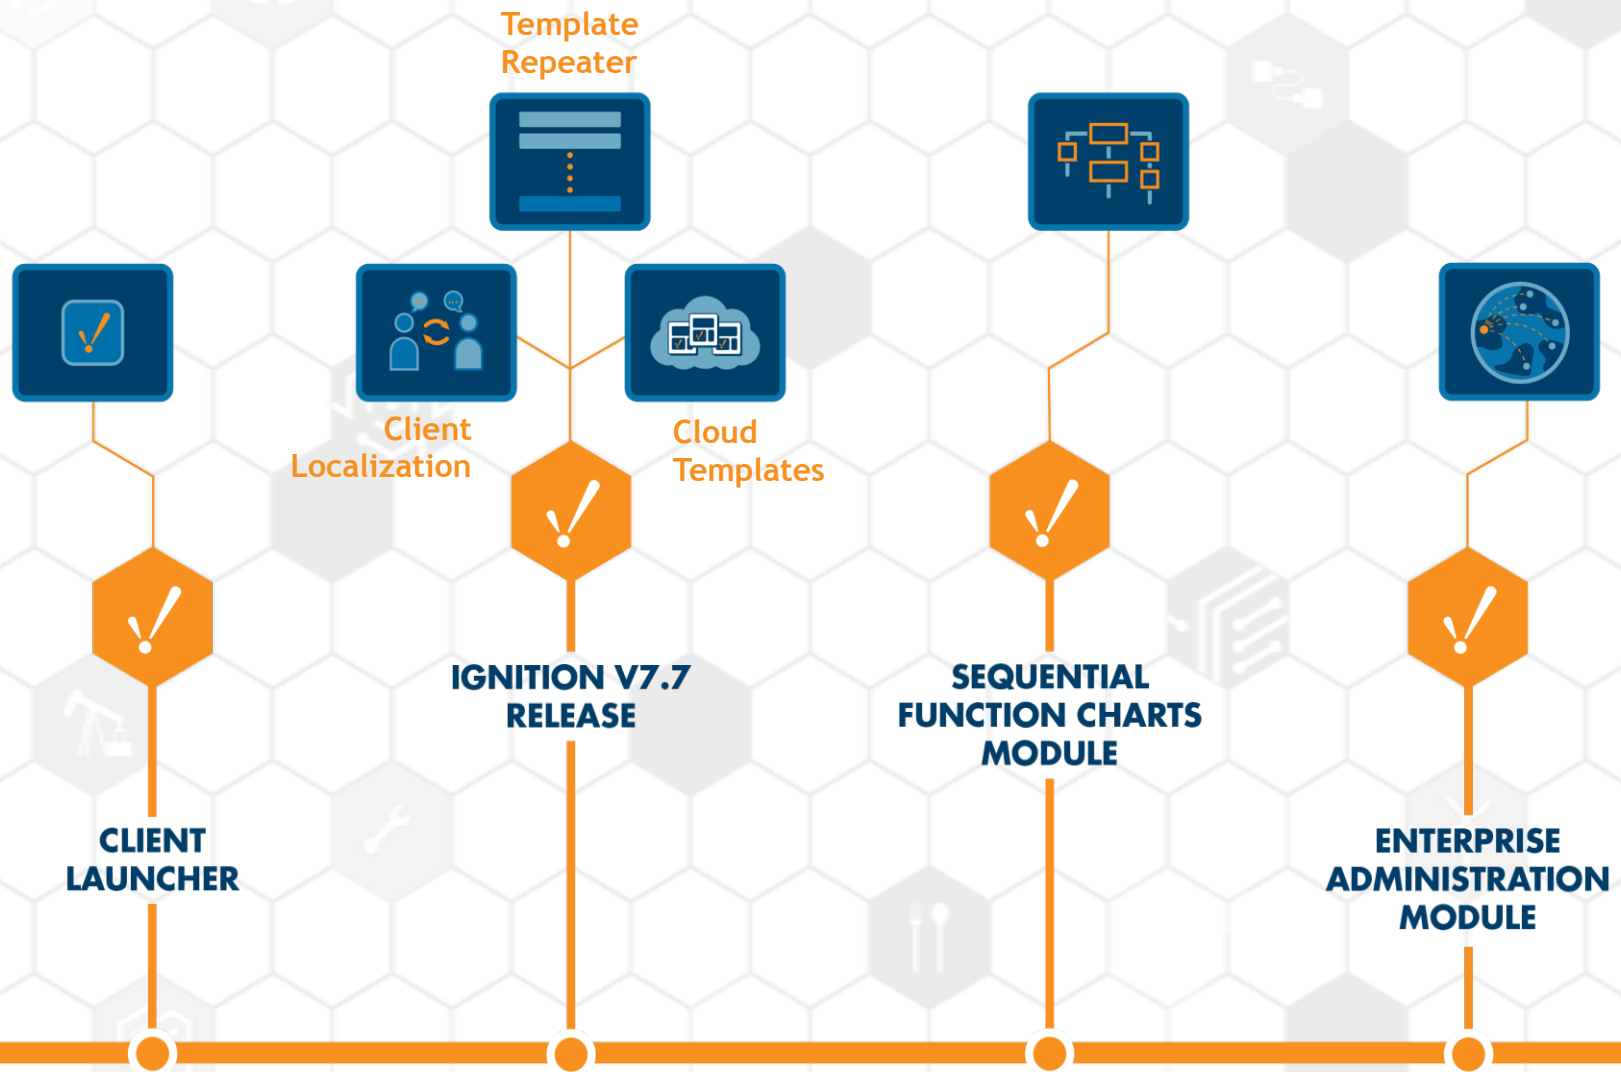 Template
Repeater
Client
Localization
Cloud
Templates
IGNITION V7.7
RELEASE
SEQUENTIAL
FUNCTION CHARTS
MODULE
CLIENT
LAUNCHER
ENTERPRISE
ADMINISTRATION
MODULE